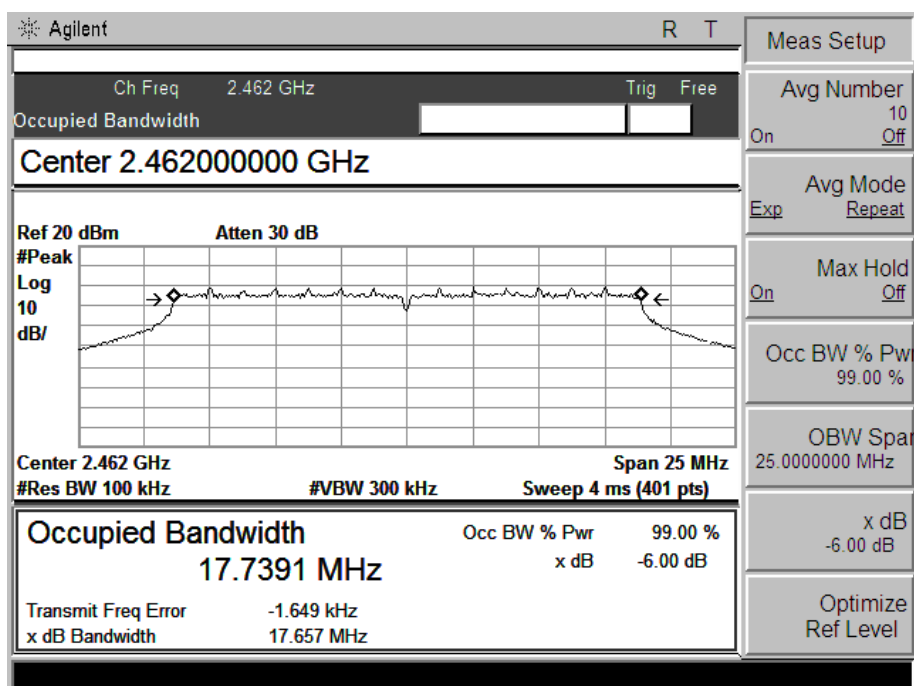 Agilent R T
Ch Freq 2.462 GHz Trig Free
Occupied Bandwidth
Center 2.462000000 GHz
Ref 20 dBm Atten 30 dB
#Peak
Log
10
dB/
Center 2.462 GHz Span 25 MHz
#Res BW 100 kHz #VBW 300 kHz Sweep 4 ms (401 pts)
Occupied Bandwidth Occ BW % Pwr 99.00 %
17.7391 MHz x dB -6.00 dB
Transmit Freq Error -1.649 kHz
x dB Bandwidth 17.657 MHz
Meas Setup
Avg Number
10
On Off
Avg Mode
Exp Repeat
Max Hold
On Off
Occ BW % Pwr
99.00 %
OBW Spar
25.0000000 MHz
x dB
-6.00 dB
Optimize
Ref Level